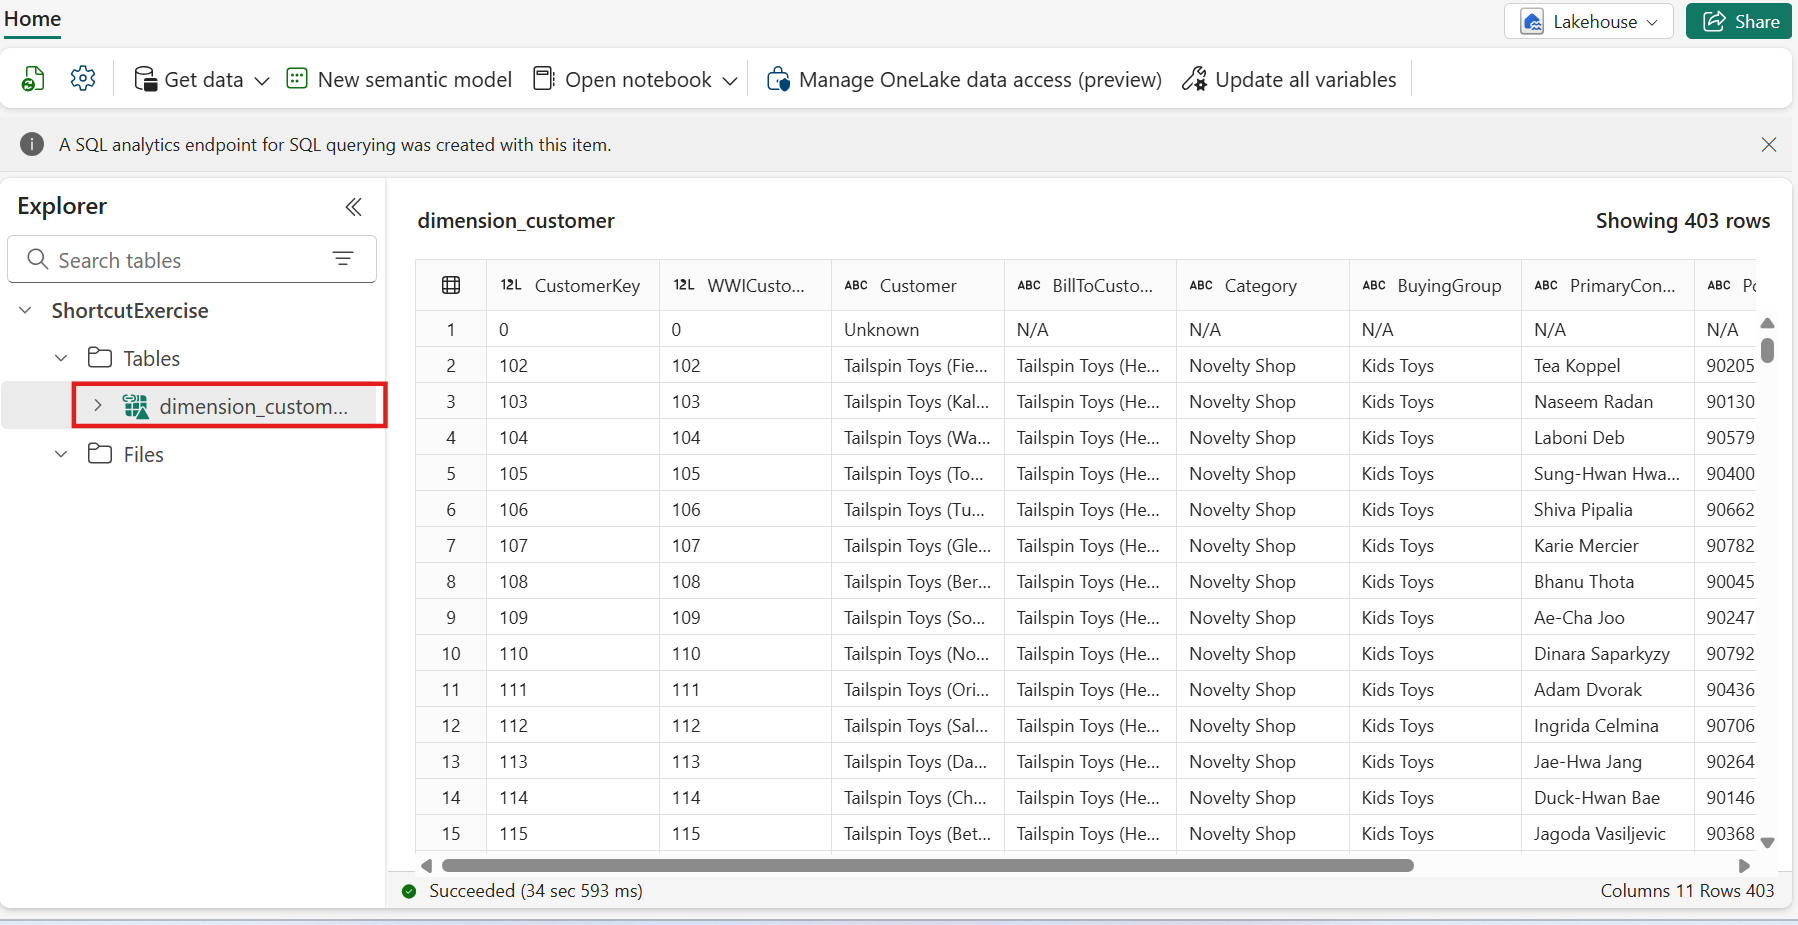 Home
Lakehouse
Share
Get data
New semantic model
Open notebook
Manage OneLake data access (preview)
Update all variables
A SQL analytics endpoint for SQL querying was created with this item.
Explorer
Search tables
ShortcutExercise
Tables
dimension_custom...
Files
dimension_customer
Showing 403 rows
12L CustomerKey 12L WWICusto... ABC Customer ABC BillToCusto... ABC Category ABC BuyingGroup ABC PrimaryCon... ABC Po
1 0 0 Unknown N/A N/A N/A N/A N/A
2 102 102 Tailspin Toys (Fie... Tailspin Toys (He... Novelty Shop Kids Toys Tea Koppel 90205
3 103 103 Tailspin Toys (Kal... Tailspin Toys (He... Novelty Shop Kids Toys Naseem Radan 90130
4 104 104 Tailspin Toys (Wa... Tailspin Toys (He... Novelty Shop Kids Toys Laboni Deb 90579
5 105 105 Tailspin Toys (To... Tailspin Toys (He... Novelty Shop Kids Toys Sung-Hwan Hwa... 90400
6 106 106 Tailspin Toys (Tu... Tailspin Toys (He... Novelty Shop Kids Toys Shiva Pipalia 90662
7 107 107 Tailspin Toys (Gle... Tailspin Toys (He... Novelty Shop Kids Toys Karie Mercier 90782
8 108 108 Tailspin Toys (Ber... Tailspin Toys (He... Novelty Shop Kids Toys Bhanu Thota 90045
9 109 109 Tailspin Toys (So... Tailspin Toys (He... Novelty Shop Kids Toys Ae-Cha Joo 90247
10 110 110 Tailspin Toys (No... Tailspin Toys (He... Novelty Shop Kids Toys Dinara Saparkyzy 90792
11 111 111 Tailspin Toys (Ori... Tailspin Toys (He... Novelty Shop Kids Toys Adam Dvorak 90436
12 112 112 Tailspin Toys (Sal... Tailspin Toys (He... Novelty Shop Kids Toys Ingrida Celmina 90706
13 113 113 Tailspin Toys (Da... Tailspin Toys (He... Novelty Shop Kids Toys Jae-Hwa Jang 90264
14 114 114 Tailspin Toys (Ch... Tailspin Toys (He... Novelty Shop Kids Toys Duck-Hwan Bae 90146
15 115 115 Tailspin Toys (Bet... Tailspin Toys (He... Novelty Shop Kids Toys Jagoda Vasiljevic 90368
Succeeded (34 sec 593 ms)
Columns 11 Rows 403